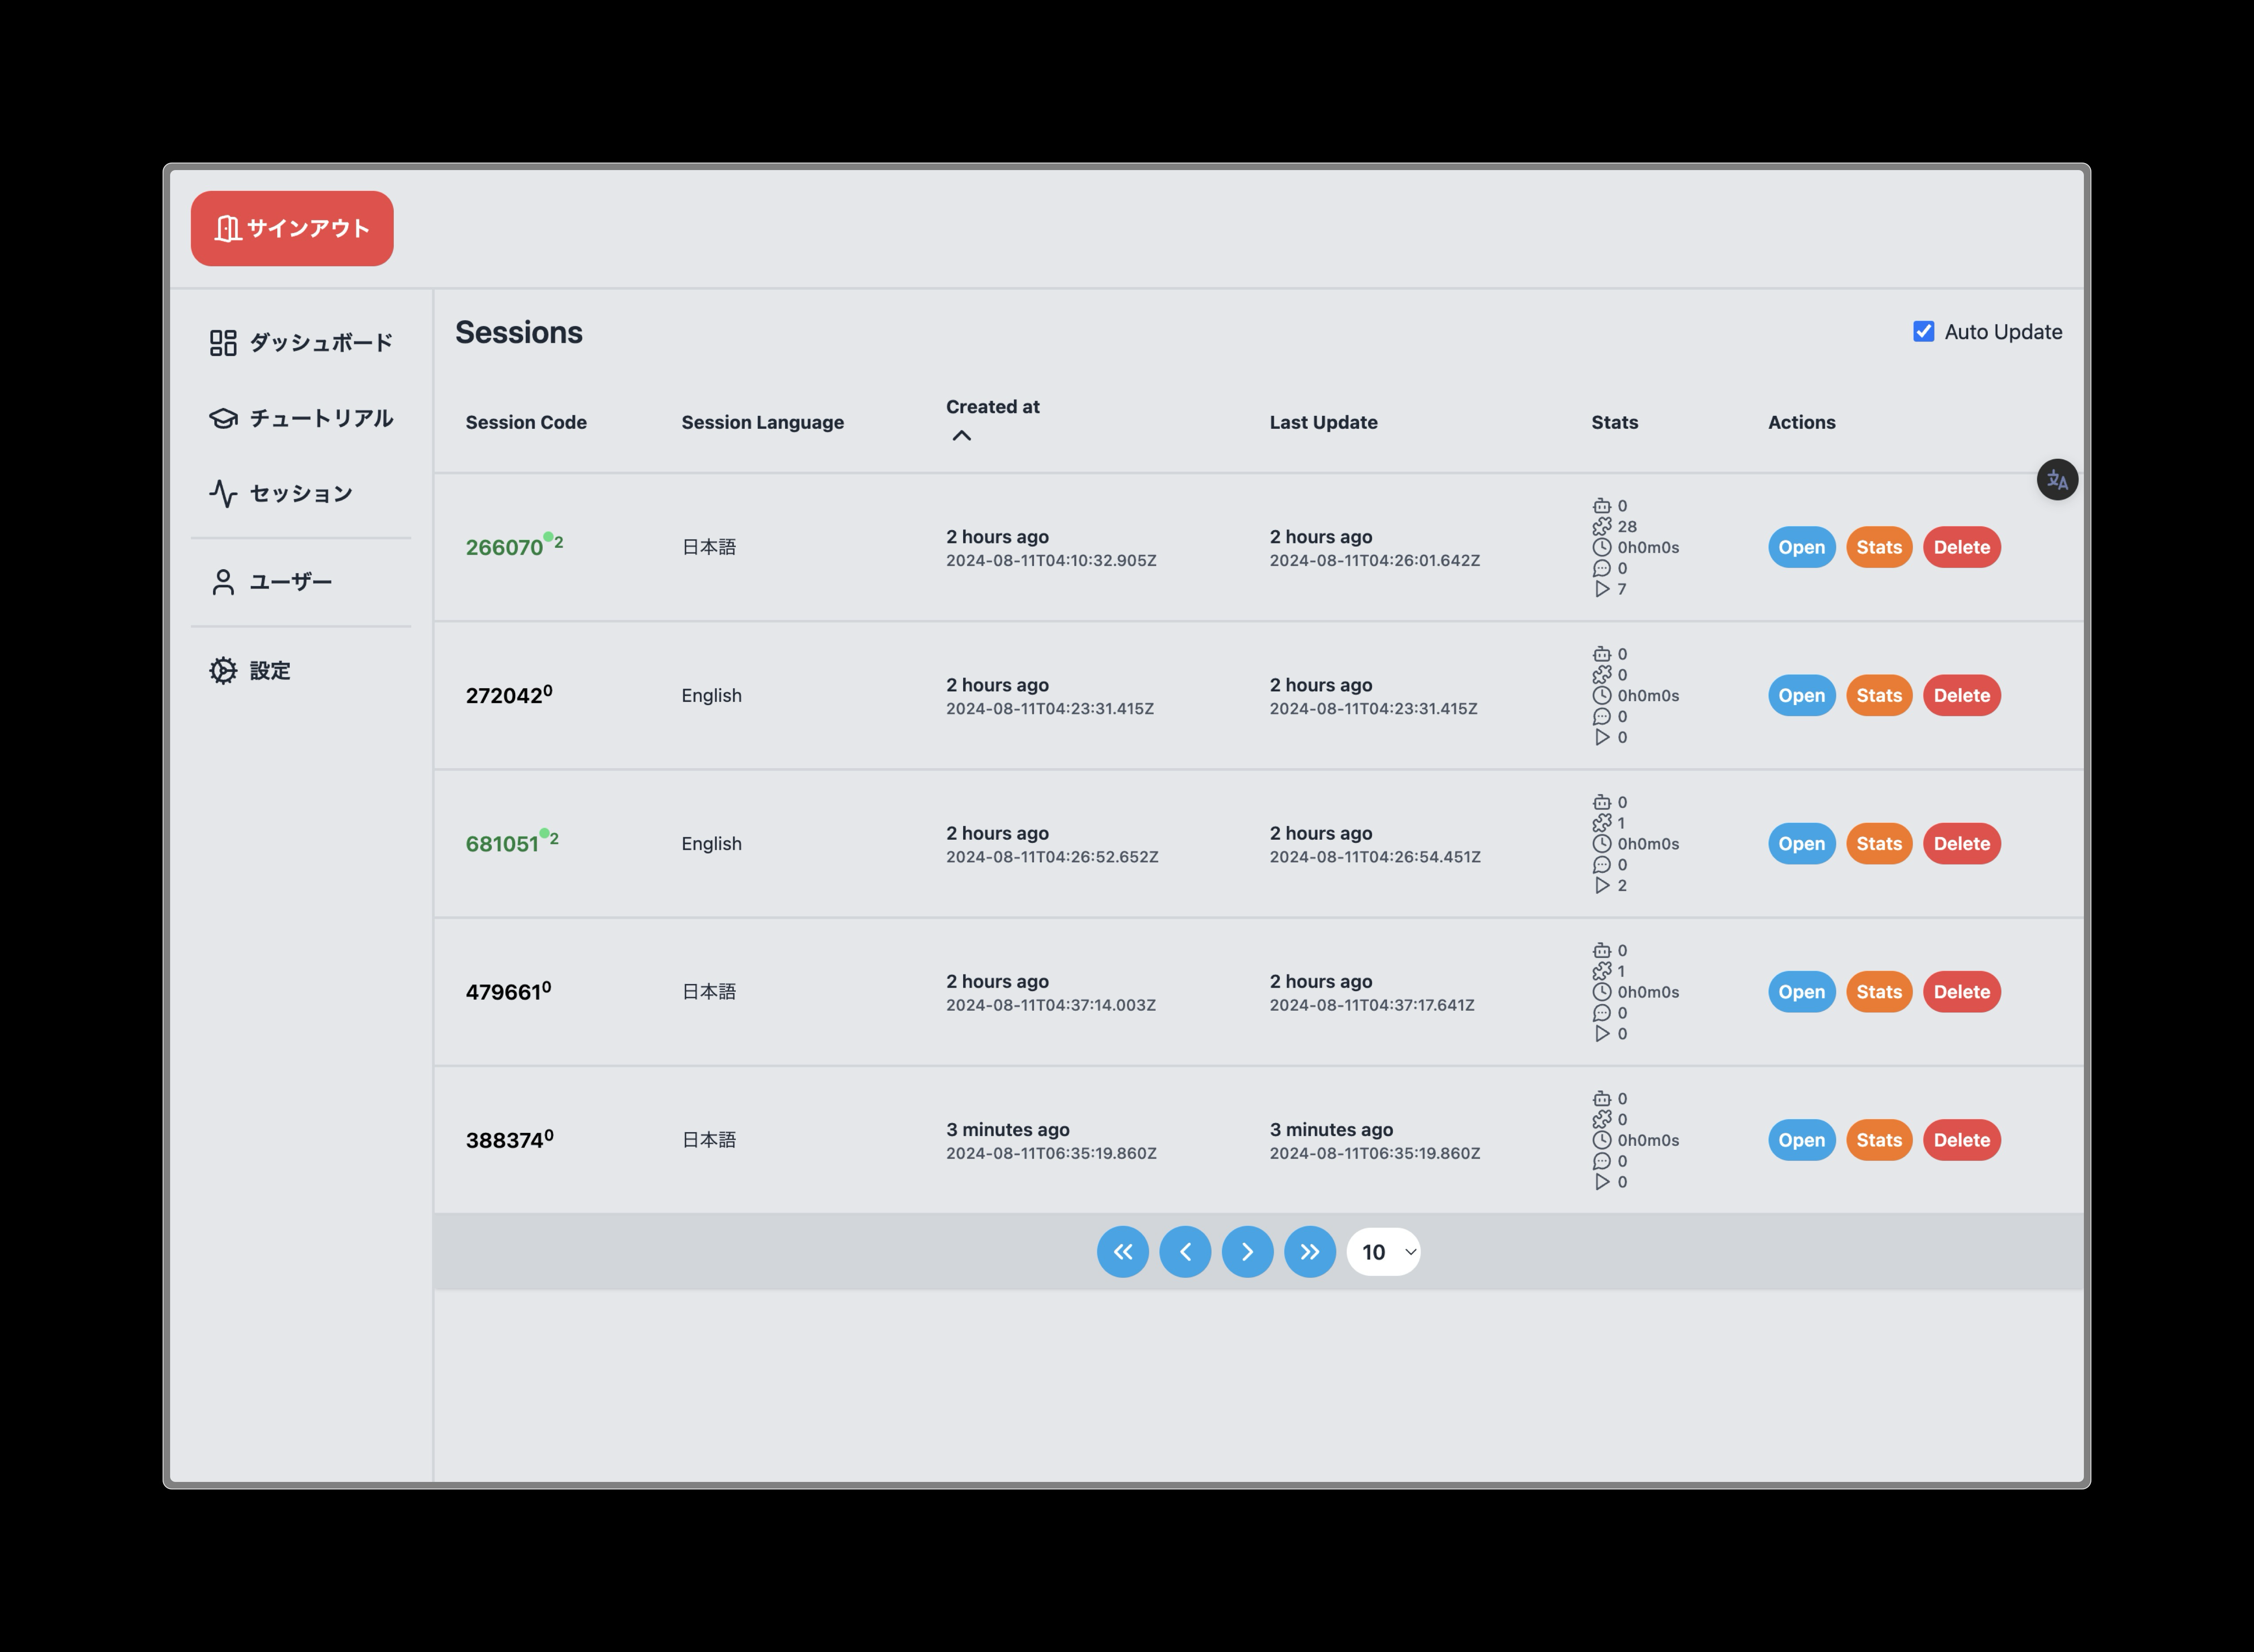 サインアウト
ダッシュボード
チュートリアル
セッション
ユーザー
設定
Sessions
Auto Update
Session Code
Session Language
Created at
Last Update
Stats
Actions
文A
266070 2
日本語
2 hours ago
2024-08-11T04:10:32.905Z
2 hours ago
2024-08-11T04:26:01.642Z
0
28
0h0m0s
0
7
Open
Stats
Delete
272042 0
English
2 hours ago
2024-08-11T04:23:31.415Z
2 hours ago
2024-08-11T04:23:31.415Z
0
0
0h0m0s
0
0
Open
Stats
Delete
681051 2
English
2 hours ago
2024-08-11T04:26:52.652Z
2 hours ago
2024-08-11T04:26:54.451Z
0
1
0h0m0s
0
2
Open
Stats
Delete
479661 0
日本語
2 hours ago
2024-08-11T04:37:14.003Z
2 hours ago
2024-08-11T04:37:17.641Z
0
1
0h0m0s
0
0
Open
Stats
Delete
388374 0
日本語
3 minutes ago
2024-08-11T06:35:19.860Z
3 minutes ago
2024-08-11T06:35:19.860Z
0
0
0h0m0s
0
0
Open
Stats
Delete
10